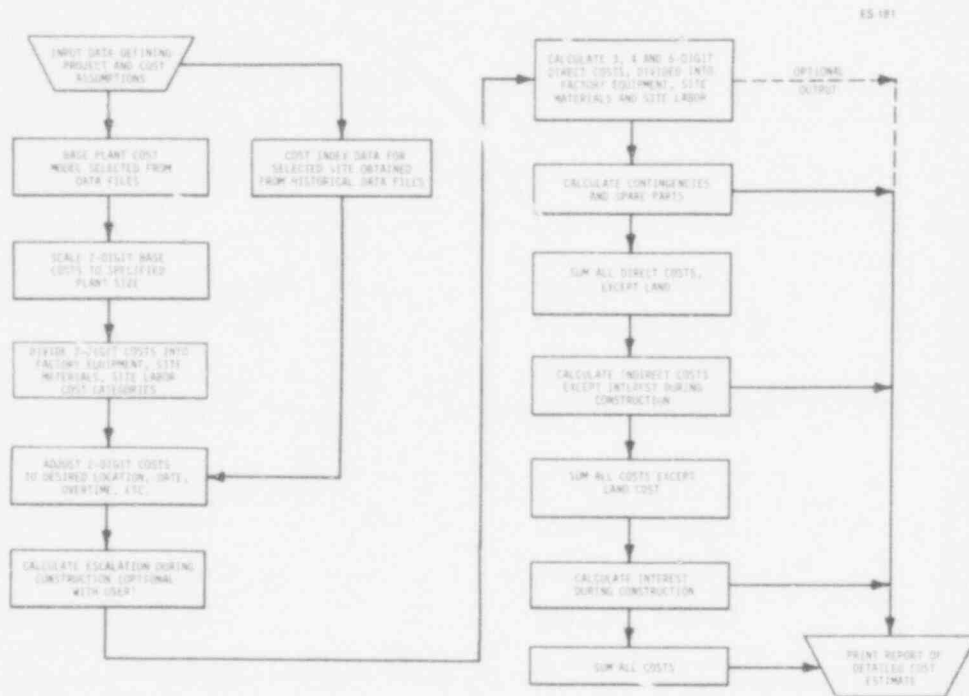 ES 181
INPUT DATA DEFINING
PROJECT AND COST
ASSUMPTIONS
BASE PLANT COST
MODEL SELECTED FROM
DATA FILES
COST INDEX DATA FOR
SELECTED SITE OBTAINED
FROM HISTORICAL DATA FILES
SCALE 2-DIGIT BASE
COSTS TO SPECIFIED
PLANT SIZE
DIVIDE 2-DIGIT COSTS INTO
FACTORY EQUIPMENT, SITE
MATERIALS, SITE LABOR
COST CATEGORIES
ADJUST 2-DIGIT COSTS
TO DESIRED LOCATION, DATE,
OVERTIME, ETC.
CALCULATE ESCALATION DURING
CONSTRUCTION (OPTIONAL
WITH USER)
CALCULATE 3, 4 AND 6-DIGIT
DIRECT COSTS, DIVIDED INTO
FACTORY EQUIPMENT, SITE
MATERIALS AND SITE LABOR
OPTIONAL
OUTPUT
CALCULATE CONTINGENCIES
AND SPARE PARTS
SUM ALL DIRECT COSTS,
EXCEPT LAND
CALCULATE INDIRECT COSTS
EXCEPT INTEREST DURING
CONSTRUCTION
SUM ALL COSTS EXCEPT
LAND COST
CALCULATE INTEREST
DURING CONSTRUCTION
SUM ALL COSTS
PRINT REPORT OF
DETAILED COST
ESTIMATE